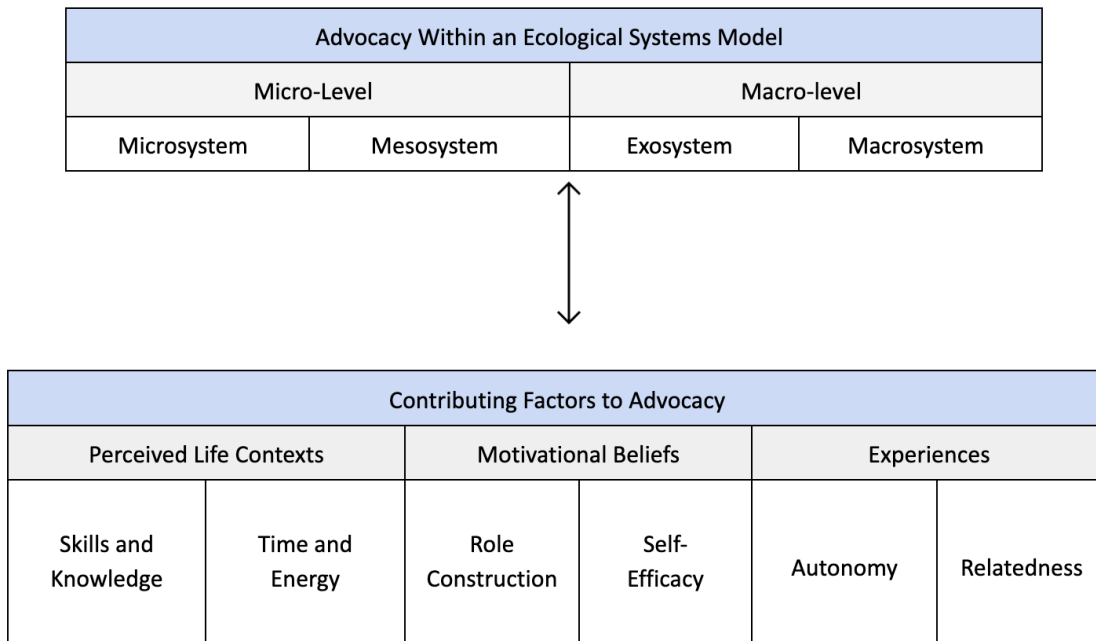 Advocacy Within an Ecological Systems Model
Micro-Level
Macro-level
Microsystem
Mesosystem
Exosystem
Macrosystem
Contributing Factors to Advocacy
Perceived Life Contexts
Motivational Beliefs
Experiences
Skills and
Knowledge
Time and
Energy
Role
Construction
Self-
Efficacy
Autonomy
Relatedness